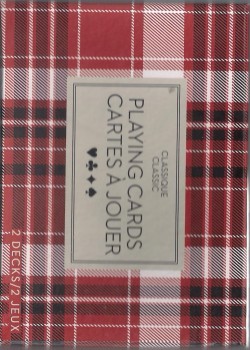 CLASSIQUE
CLASSIC
PLAYING CARDS
CARTES À JOUER
2 DECKS/2 JEUX